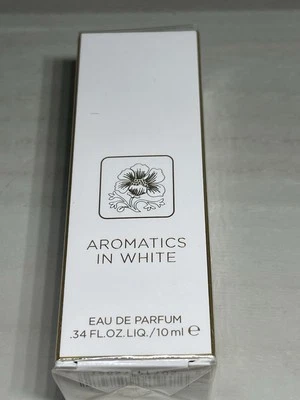 AROMATICS
IN WHITE
EAU DE PARFUM
.34 FL.OZ.LIQ./10 ml ℮